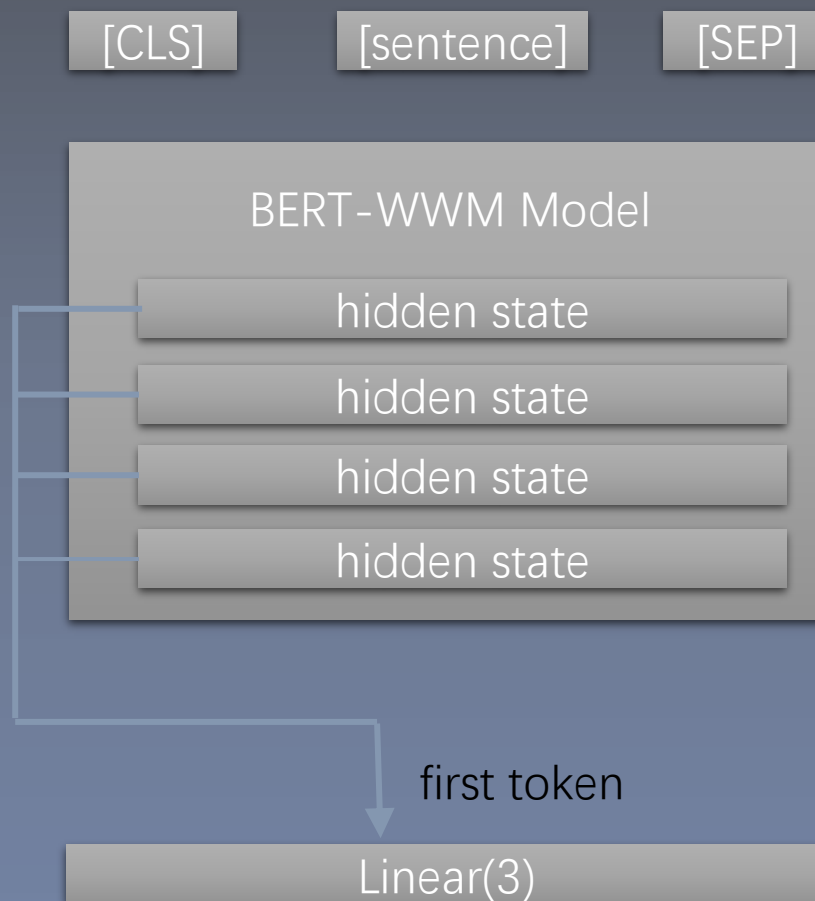 [CLS] [sentence] [SEP]
BERT-WWM Model
hidden state
hidden state
hidden state
hidden state
first token
Linear(3)